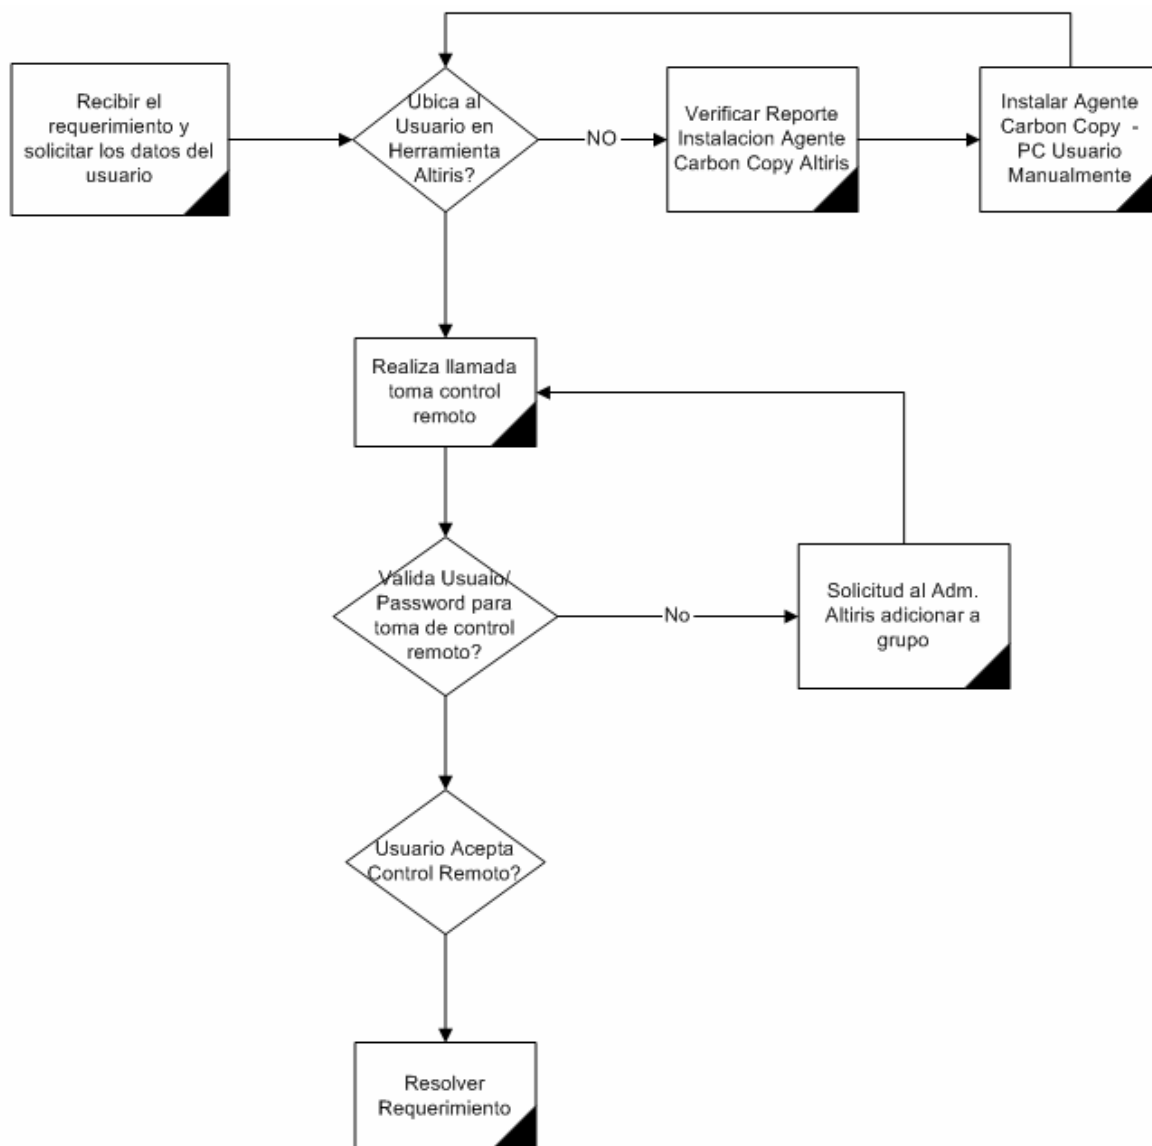 Recibir el
requerimiento y
solicitar los datos del
usuario
Ubica al
Usuario en
Herramienta
Altiris?
NO
Verificar Reporte
Instalacion Agente
Carbon Copy Altiris
Instalar Agente
Carbon Copy -
PC Usuario
Manualmente
Realiza llamada
toma control
remoto
Valida Usuaio/
Password para
toma de control
remoto?
No
Solicitud al Adm.
Altiris adicionar a
grupo
Usuario Acepta
Control Remoto?
Resolver
Requerimiento